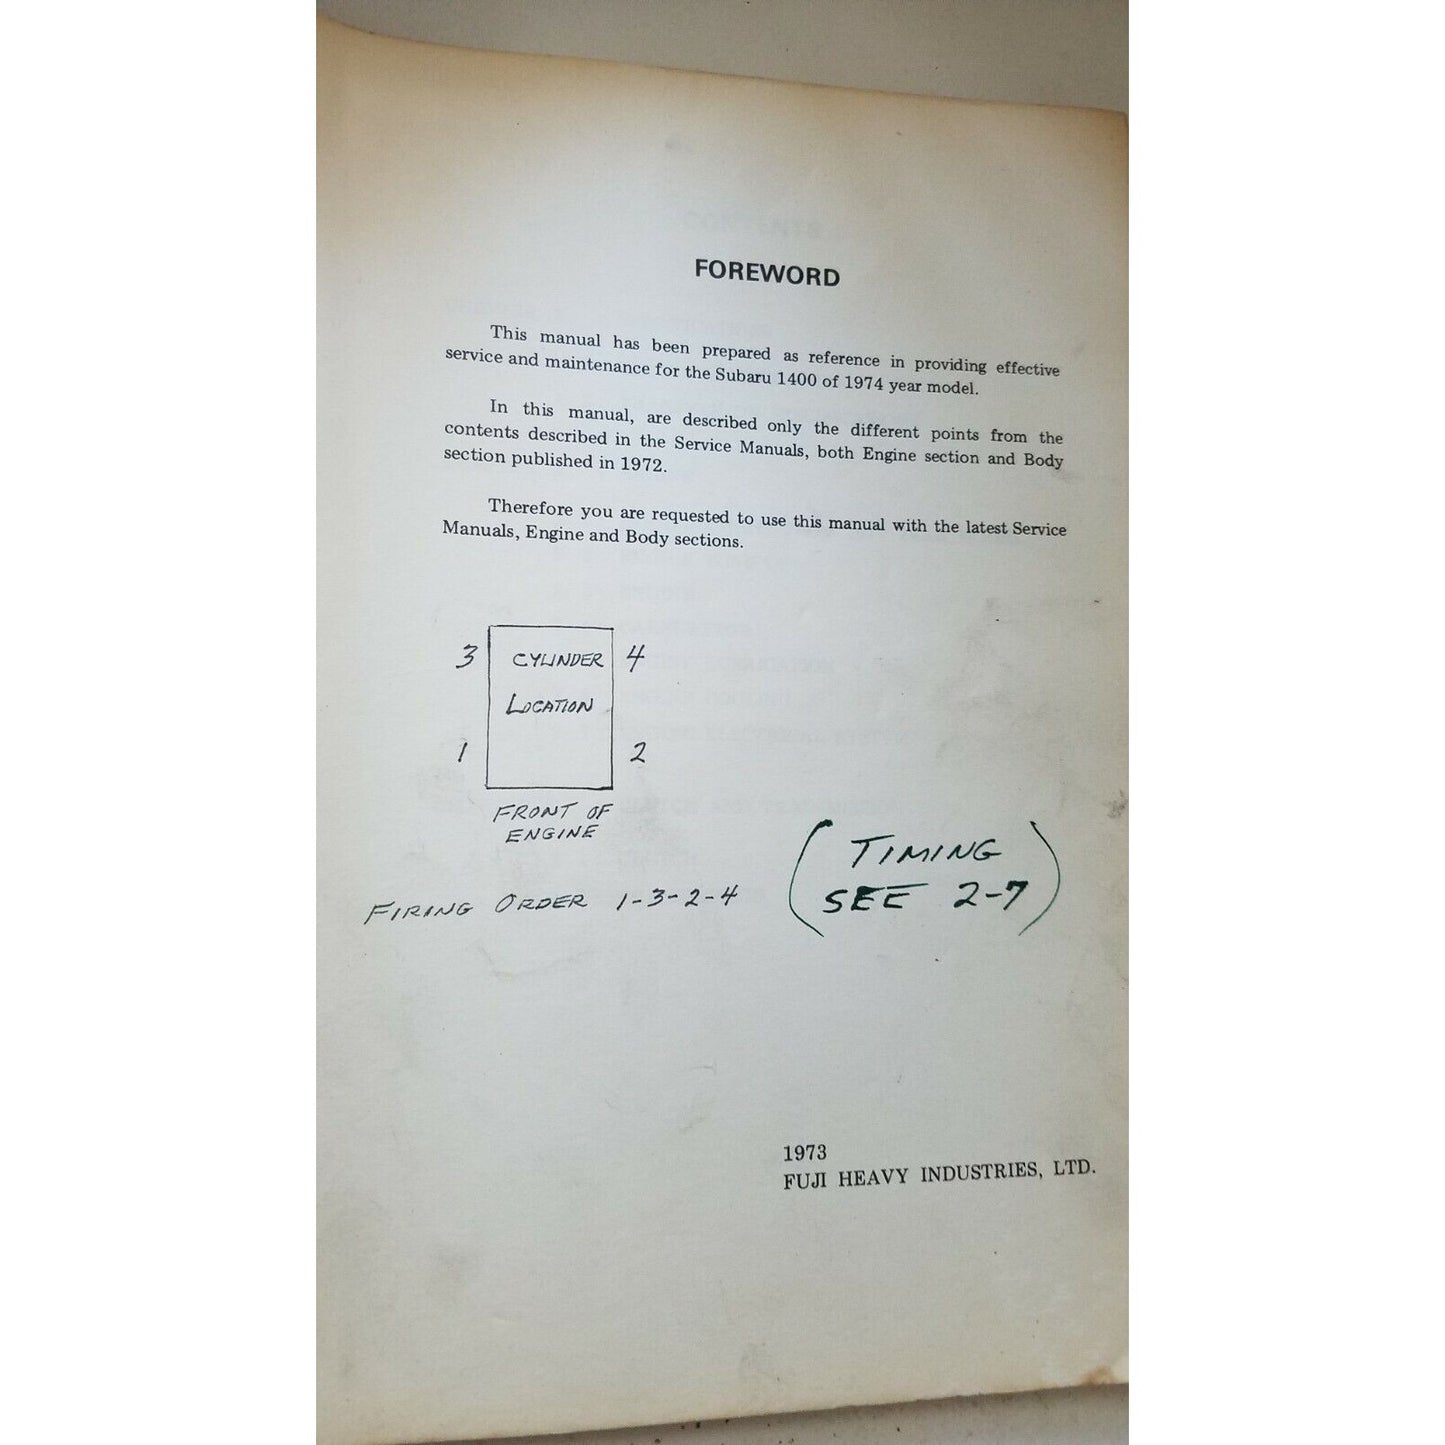 FOREWORD
This manual has been prepared as reference in providing effective
service and maintenance for the Subaru 1400 of 1974 year model.
In this manual, are described only the different points from the
contents described in the Service Manuals, both Engine section and Body
section published in 1972.
Therefore you are requested to use this manual with the latest Service
Manuals, Engine and Body sections.
3 CYLINDER 4
LOCATION
1 2
FRONT OF
ENGINE
FIRING ORDER 1-3-2-4
(TIMING
SEE 2-7)
1973
FUJI HEAVY INDUSTRIES, LTD.